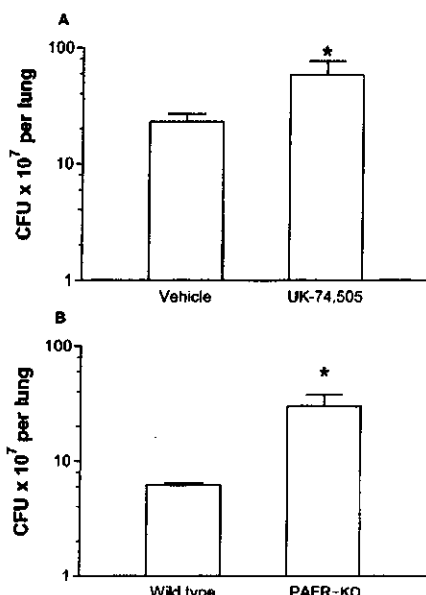 A
*
100
10
1
CFU x 10⁷ per lung
Vehicle UK-74,505
B
*
100
10
1
CFU x 10⁷ per lung
Wild type PAFR-KO